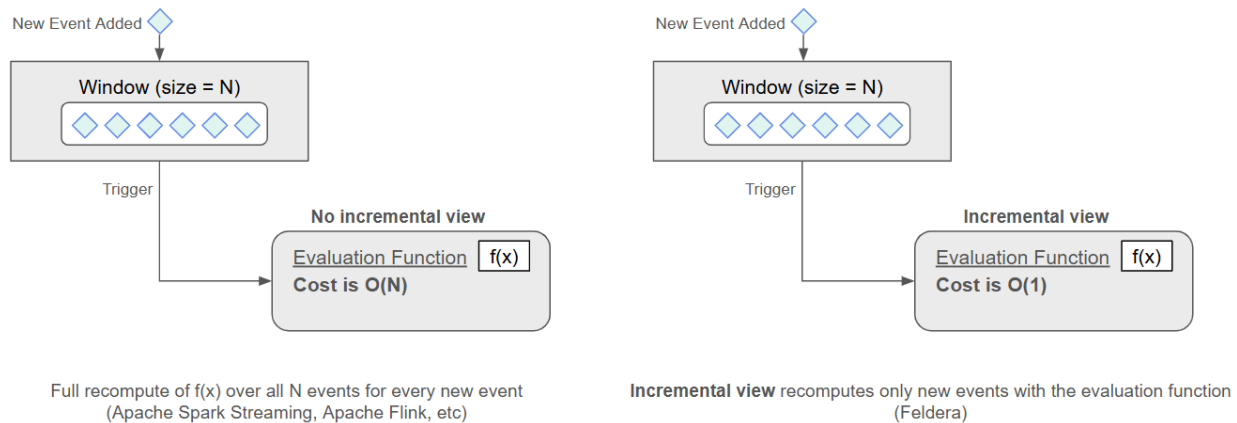 New Event Added
Window (size = N)
Trigger
No incremental view
Evaluation Function f(x)
Cost is O(N)
Full recompute of f(x) over all N events for every new event
(Apache Spark Streaming, Apache Flink, etc)
New Event Added
Window (size = N)
Trigger
Incremental view
Evaluation Function f(x)
Cost is O(1)
Incremental view recomputes only new events with the evaluation function
(Feldera)